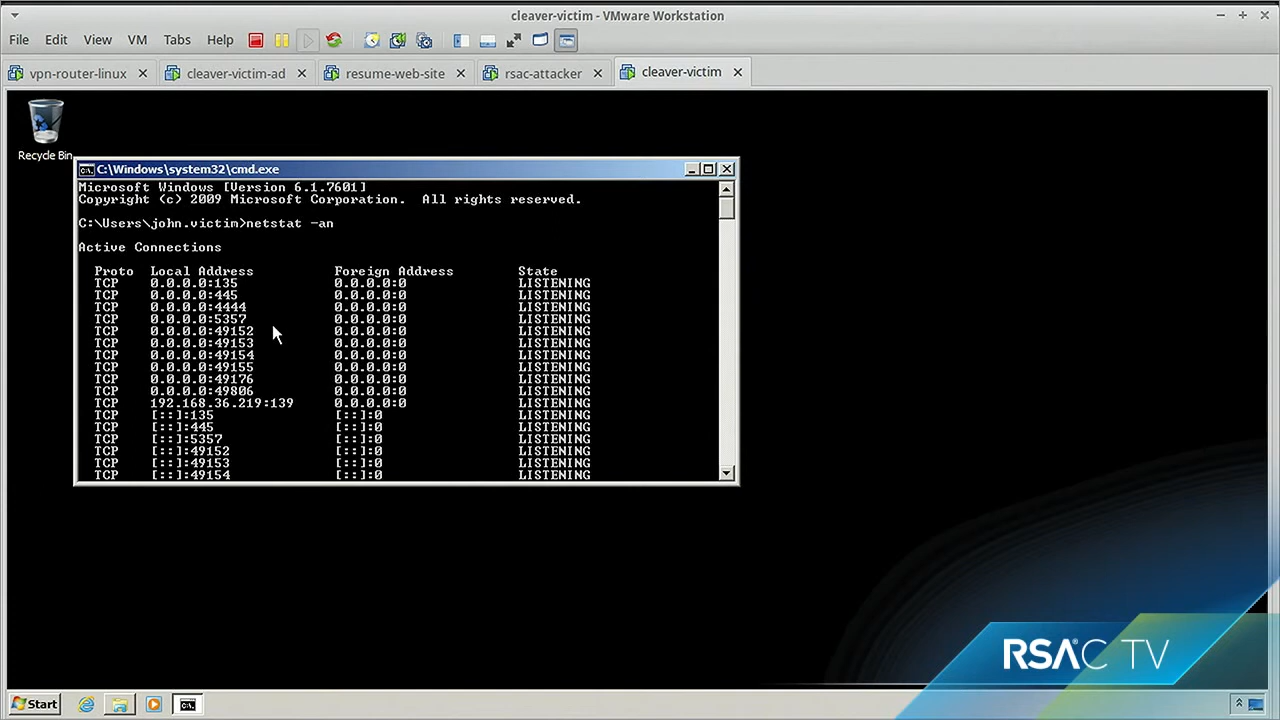 cleaver-victim - VMware Workstation
File Edit View VM Tabs Help
vpn-router-linux cleaver-victim-ad resume-web-site rsac-attacker cleaver-victim
Recycle Bin
C:\Windows\system32\cmd.exe
Microsoft Windows [Version 6.1.7601]
Copyright (c) 2009 Microsoft Corporation. All rights reserved.
C:\Users\john.victim>netstat -an
Active Connections
Proto Local Address Foreign Address State
TCP 0.0.0.0:135 0.0.0.0:0 LISTENING
TCP 0.0.0.0:445 0.0.0.0:0 LISTENING
TCP 0.0.0.0:4444 0.0.0.0:0 LISTENING
TCP 0.0.0.0:5357 0.0.0.0:0 LISTENING
TCP 0.0.0.0:49152 0.0.0.0:0 LISTENING
TCP 0.0.0.0:49153 0.0.0.0:0 LISTENING
TCP 0.0.0.0:49154 0.0.0.0:0 LISTENING
TCP 0.0.0.0:49155 0.0.0.0:0 LISTENING
TCP 0.0.0.0:49176 0.0.0.0:0 LISTENING
TCP 0.0.0.0:49806 0.0.0.0:0 LISTENING
TCP 192.168.36.219:139 0.0.0.0:0 LISTENING
TCP [::]:135 [::]:0 LISTENING
TCP [::]:445 [::]:0 LISTENING
TCP [::]:5357 [::]:0 LISTENING
TCP [::]:49152 [::]:0 LISTENING
TCP [::]:49153 [::]:0 LISTENING
TCP [::]:49154 [::]:0 LISTENING
RSAC TV
Start